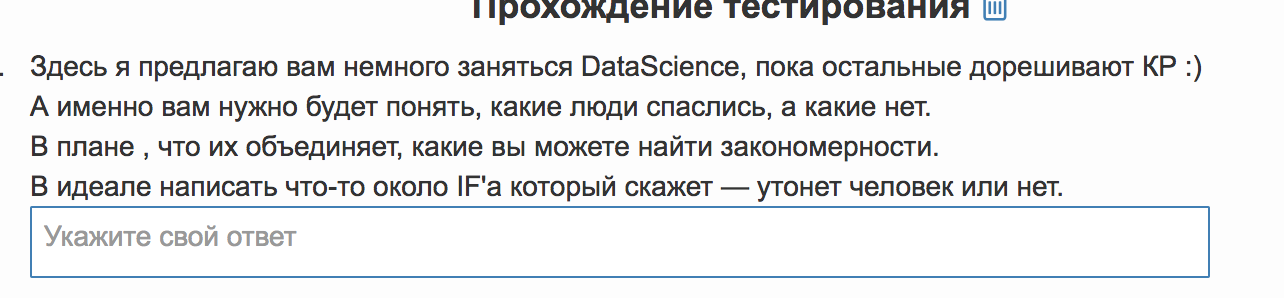 Прохождение тестирования
. Здесь я предлагаю вам немного заняться DataScience, пока остальные дорешивают КР :)
А именно вам нужно будет понять, какие люди спаслись, а какие нет.
В плане , что их объединяет, какие вы можете найти закономерности.
В идеале написать что-то около IF'а который скажет — утонет человек или нет.
Укажите свой ответ